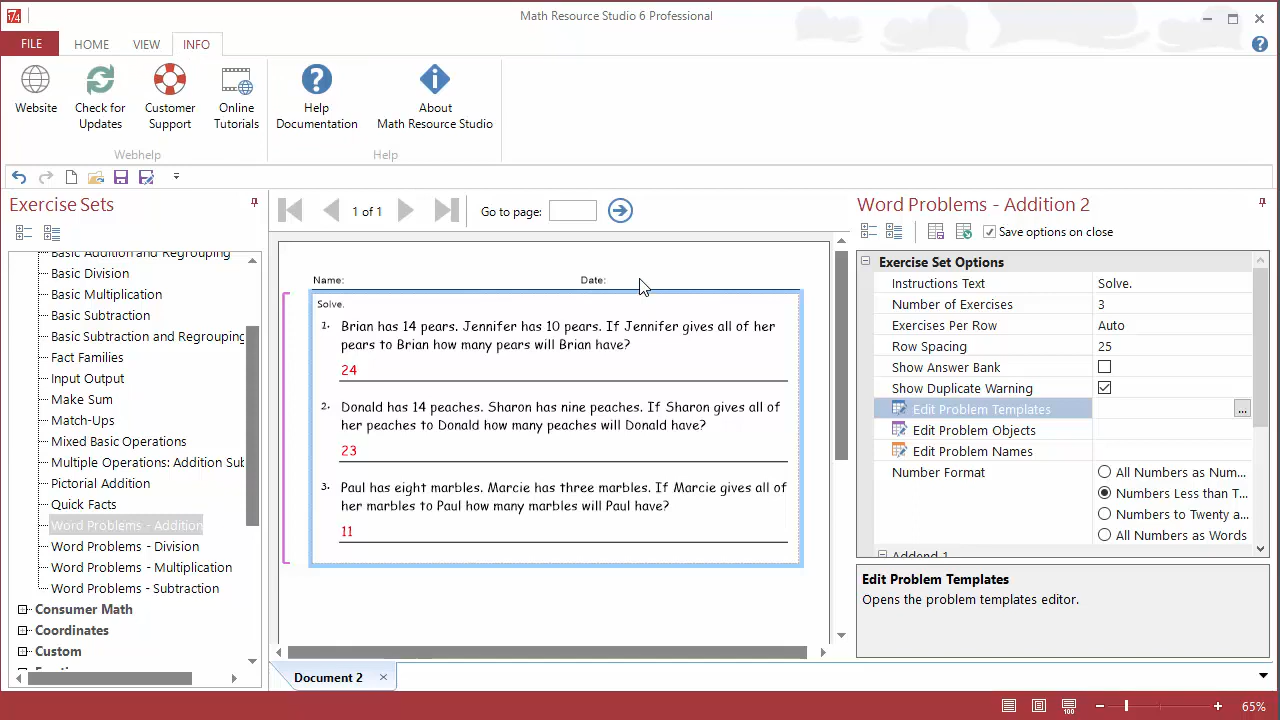 Math Resource Studio 6 Professional
FILE HOME VIEW INFO
Website
Check for Updates
Customer Support
Online Tutorials
Webhelp
Help Documentation
About Math Resource Studio
Help
Exercise Sets
Basic Addition and Regrouping
Basic Division
Basic Multiplication
Basic Subtraction
Basic Subtraction and Regrouping
Fact Families
Input Output
Make Sum
Match-Ups
Mixed Basic Operations
Multiple Operations: Addition Sub
Pictorial Addition
Quick Facts
Word Problems - Addition
Word Problems - Division
Word Problems - Multiplication
Word Problems - Subtraction
Consumer Math
Coordinates
Custom
1 of 1 Go to page:
Name: Date:
Solve.
1. Brian has 14 pears. Jennifer has 10 pears. If Jennifer gives all of her
pears to Brian how many pears will Brian have?
24
2. Donald has 14 peaches. Sharon has nine peaches. If Sharon gives all of
her peaches to Donald how many peaches will Donald have?
23
3. Paul has eight marbles. Marcie has three marbles. If Marcie gives all of
her marbles to Paul how many marbles will Paul have?
11
Document 2
Word Problems - Addition 2
Save options on close
Exercise Set Options
Instructions Text Solve.
Number of Exercises 3
Exercises Per Row Auto
Row Spacing 25
Show Answer Bank
Show Duplicate Warning
Edit Problem Templates ...
Edit Problem Objects
Edit Problem Names
Number Format All Numbers as Num...
Numbers Less than T...
Numbers to Twenty a...
All Numbers as Words
Addend 1
Edit Problem Templates
Opens the problem templates editor.
100
65%